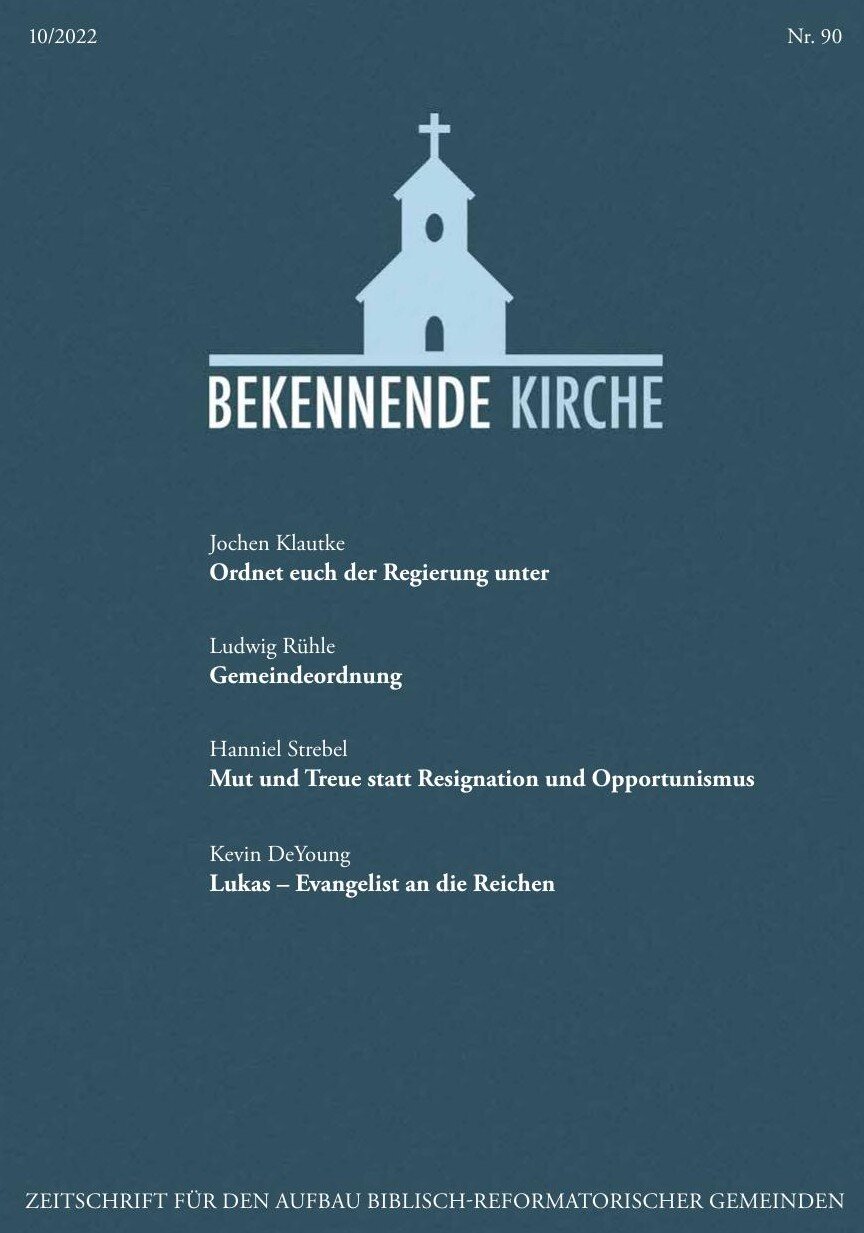 10/2022
Nr. 90
BEKENNENDE KIRCHE
Jochen Klautke
Ordnet euch der Regierung unter
Ludwig Rühle
Gemeindeordnung
Hanniel Strebel
Mut und Treue statt Resignation und Opportunismus
Kevin DeYoung
Lukas – Evangelist an die Reichen
ZEITSCHRIFT FÜR DEN AUFBAU BIBLISCH-REFORMATORISCHER GEMEINDEN